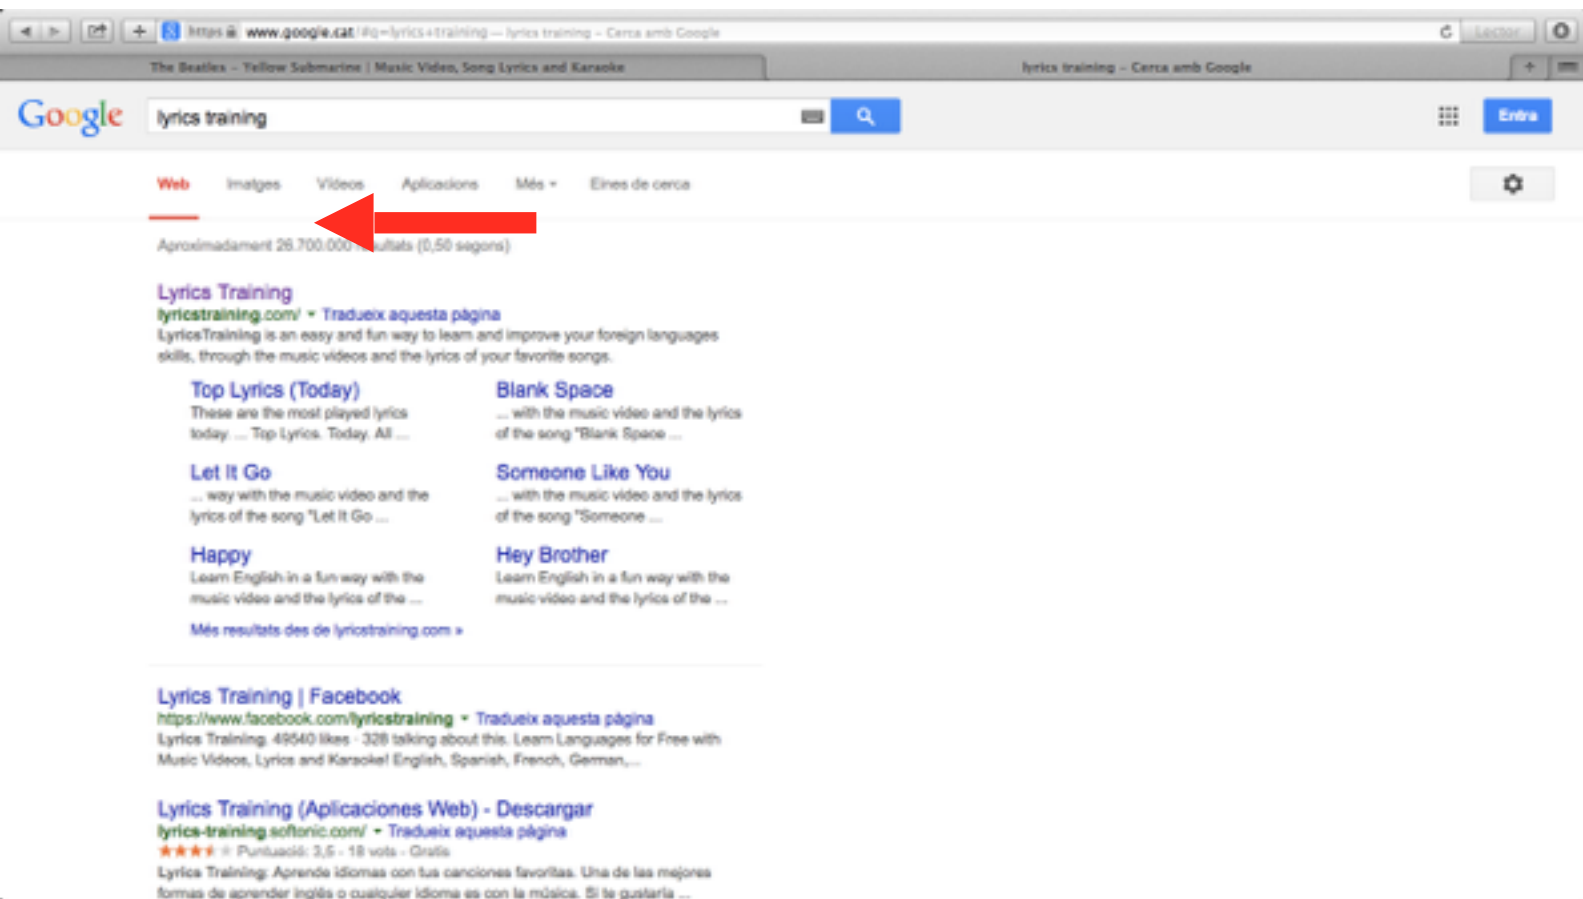 https www.google.cat/#q=lyrics+training — lyrics training – Cerca amb Google
Lector
The Beatles – Yellow Submarine | Music Video, Song Lyrics and Karaoke
lyrics training – Cerca amb Google
Google
lyrics training
Entra
Web Imatges Vídeos Aplicacions Més Eines de cerca
Aproximadament 26.700.000 resultats (0,50 segons)
Lyrics Training
lyricstraining.com/ Tradueix aquesta pàgina
LyricsTraining is an easy and fun way to learn and improve your foreign languages
skills, through the music videos and the lyrics of your favorite songs.
Top Lyrics (Today)
These are the most played lyrics
today. ... Top Lyrics. Today. All ...
Blank Space
... with the music video and the lyrics
of the song "Blank Space ...
Let It Go
... way with the music video and the
lyrics of the song "Let It Go ...
Someone Like You
... with the music video and the lyrics
of the song "Someone ...
Happy
Learn English in a fun way with the
music video and the lyrics of the ...
Hey Brother
Learn English in a fun way with the
music video and the lyrics of the ...
Més resultats des de lyricstraining.com »
Lyrics Training | Facebook
https://www.facebook.com/lyricstraining Tradueix aquesta pàgina
Lyrics Training. 49540 likes · 328 talking about this. Learn Languages for Free with
Music Videos, Lyrics and Karaoke! English, Spanish, French, German,...
Lyrics Training (Aplicaciones Web) - Descargar
lyrics-training.softonic.com/ Tradueix aquesta pàgina
Puntuació: 3,5 - 18 vots - Gratis
Lyrics Training: Aprende idiomas con tus canciones favoritas. Una de las mejores
formas de aprender inglés o cualquier idioma es con la música. Si te gustaría ...